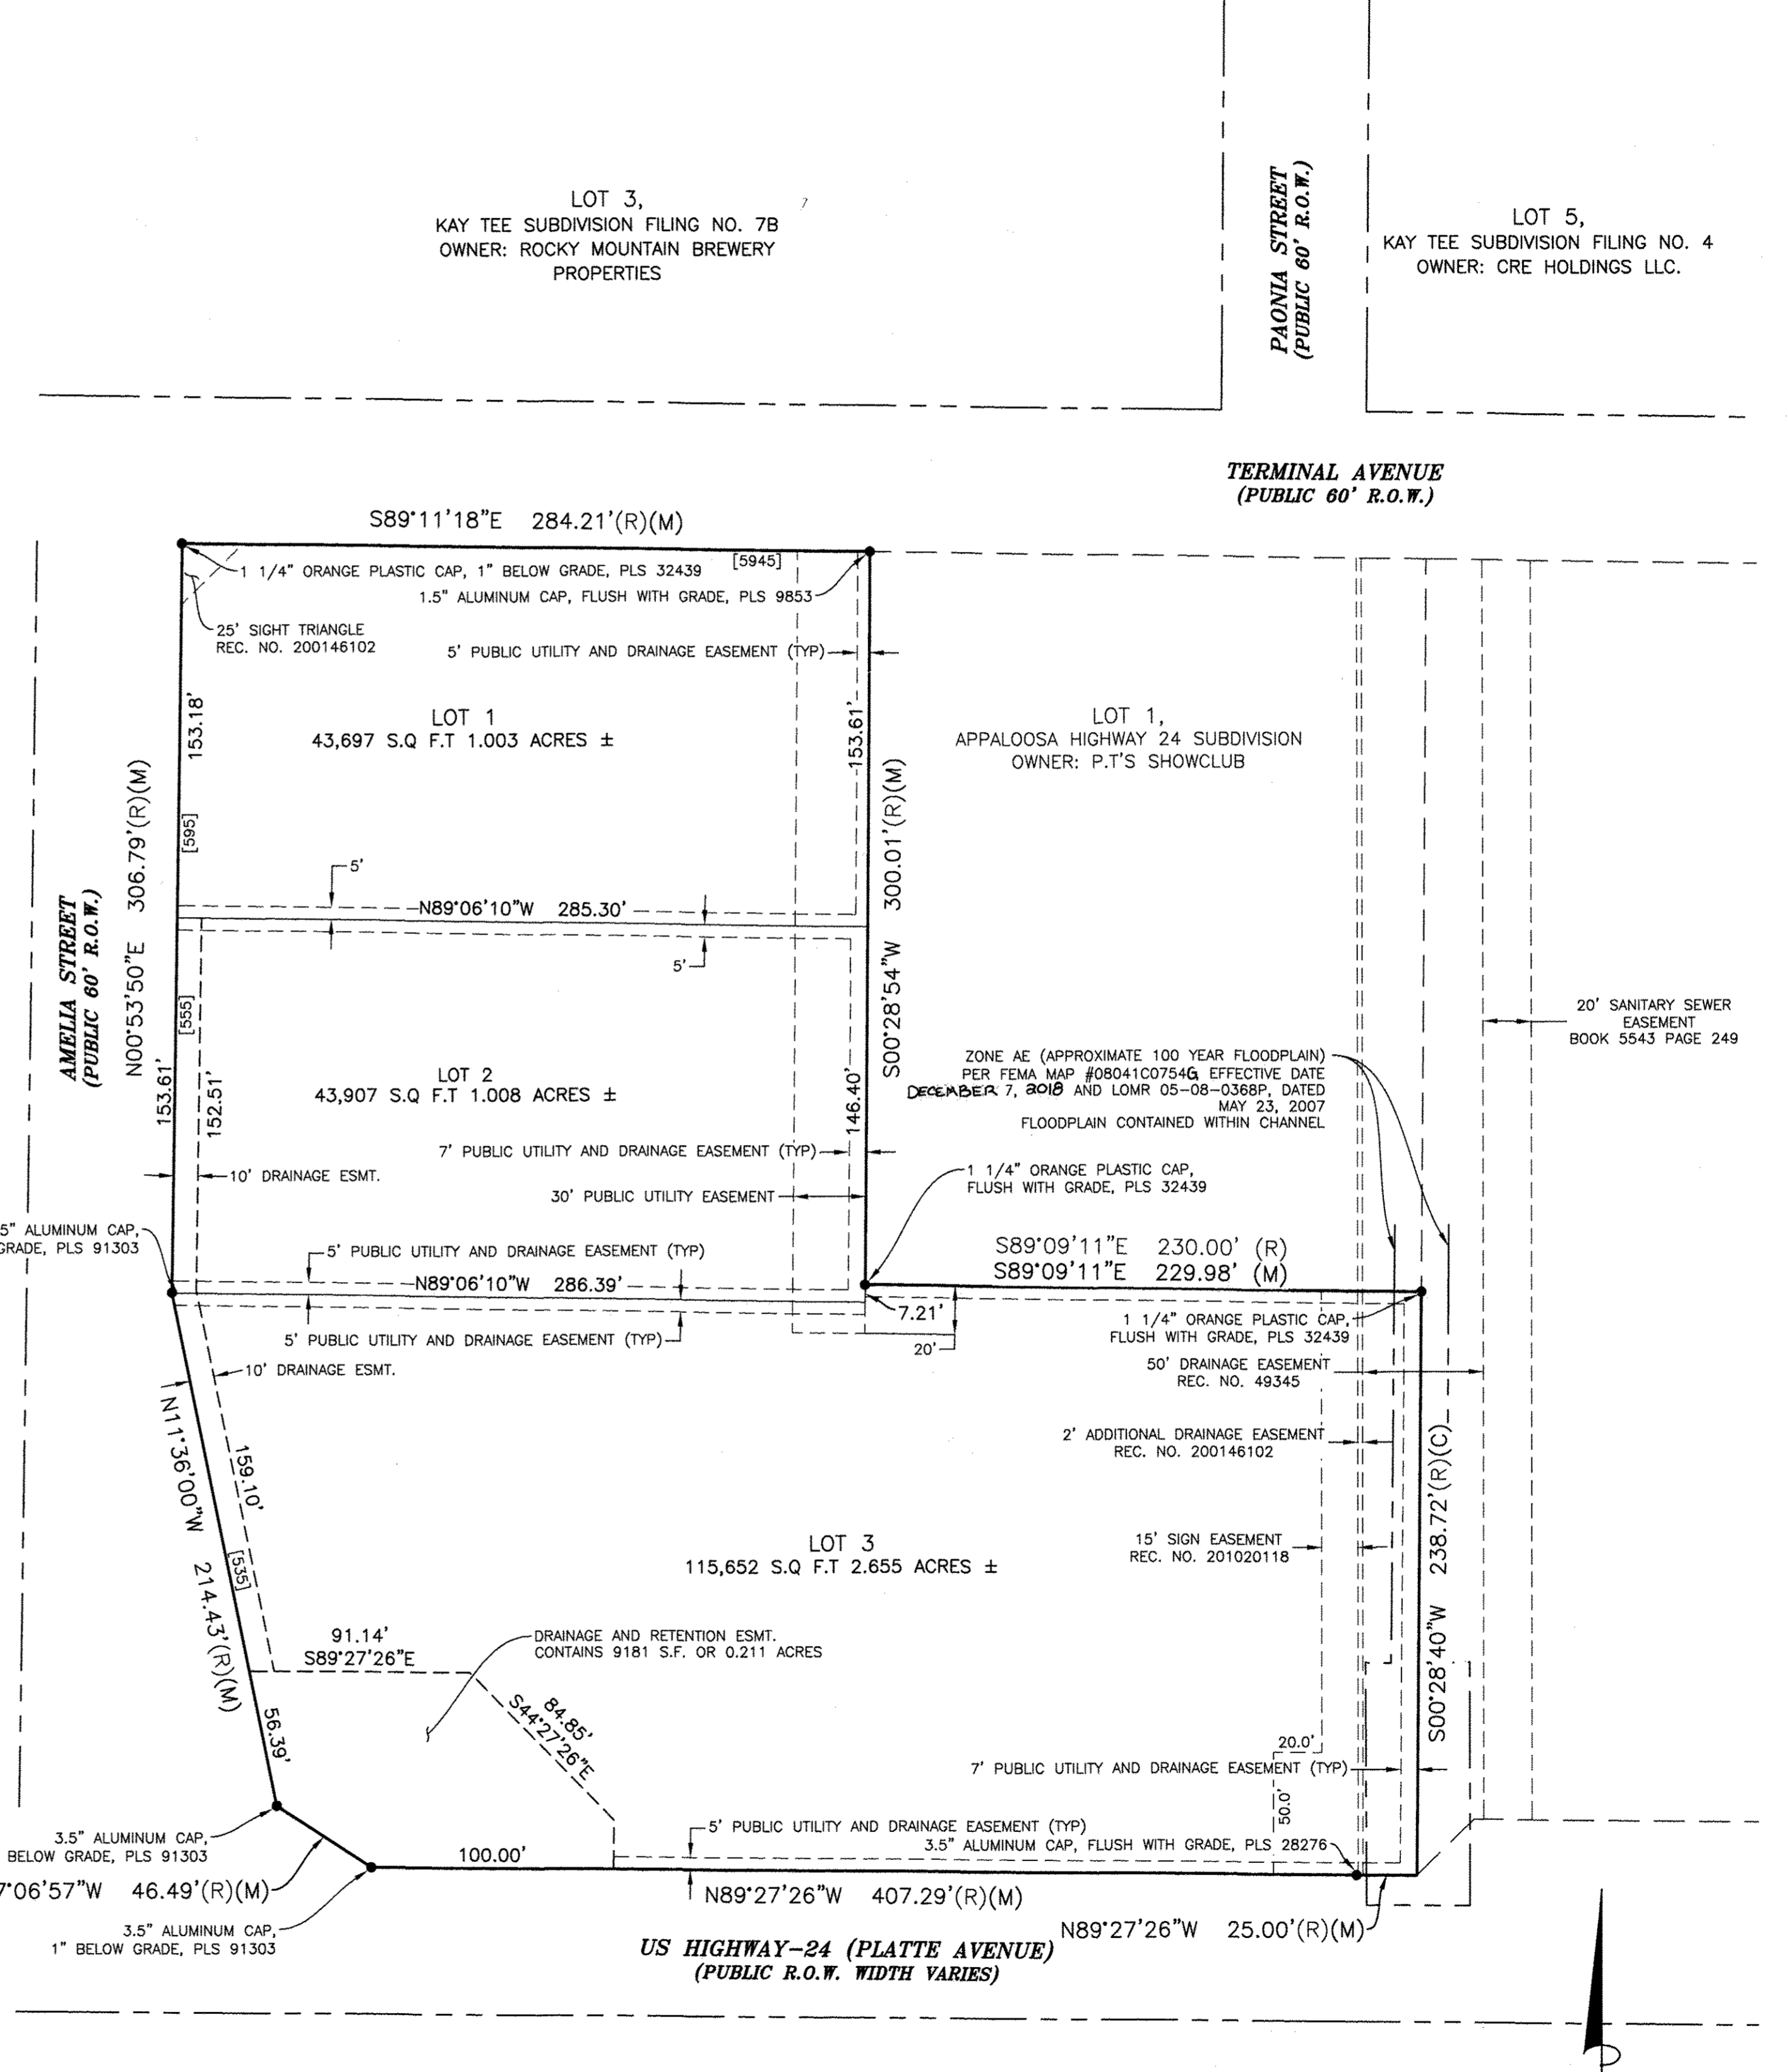 LOT 3,
KAY TEE SUBDIVISION FILING NO. 7B
OWNER: ROCKY MOUNTAIN BREWERY
PROPERTIES
PAONIA STREET
(PUBLIC 60' R.O.W.)
LOT 5,
KAY TEE SUBDIVISION FILING NO. 4
OWNER: CRE HOLDINGS LLC.
TERMINAL AVENUE
(PUBLIC 60' R.O.W.)
S89°11'18"E 284.21'(R)(M)
[5945]
1 1/4" ORANGE PLASTIC CAP, 1" BELOW GRADE, PLS 32439
1.5" ALUMINUM CAP, FLUSH WITH GRADE, PLS 9853
25' SIGHT TRIANGLE
REC. NO. 200146102
5' PUBLIC UTILITY AND DRAINAGE EASEMENT (TYP)
153.18'
LOT 1
43,697 S.Q F.T 1.003 ACRES ±
153.61'
LOT 1,
APPALOOSA HIGHWAY 24 SUBDIVISION
OWNER: P.T'S SHOWCLUB
N00°53'50"E 306.79'(R)(M)
[595]
S00°28'54"W 300.01'(R)(M)
5'
N89°06'10"W 285.30'
5'
AMELIA STREET
(PUBLIC 60' R.O.W.)
[555]
20' SANITARY SEWER
EASEMENT
BOOK 5543 PAGE 249
153.61'
152.51'
LOT 2
43,907 S.Q F.T 1.008 ACRES ±
146.40'
ZONE AE (APPROXIMATE 100 YEAR FLOODPLAIN)
PER FEMA MAP #08041C0754G, EFFECTIVE DATE
DECEMBER 7, 2018 AND LOMR 05-08-0368P, DATED
MAY 23, 2007
FLOODPLAIN CONTAINED WITHIN CHANNEL
7' PUBLIC UTILITY AND DRAINAGE EASEMENT (TYP)
10' DRAINAGE ESMT.
1 1/4" ORANGE PLASTIC CAP,
FLUSH WITH GRADE, PLS 32439
30' PUBLIC UTILITY EASEMENT
5" ALUMINUM CAP,
GRADE, PLS 91303
5' PUBLIC UTILITY AND DRAINAGE EASEMENT (TYP)
S89°09'11"E 230.00' (R)
S89°09'11"E 229.98' (M)
N89°06'10"W 286.39'
7.21'
5' PUBLIC UTILITY AND DRAINAGE EASEMENT (TYP)
20'
1 1/4" ORANGE PLASTIC CAP,
FLUSH WITH GRADE, PLS 32439
10' DRAINAGE ESMT.
50' DRAINAGE EASEMENT
REC. NO. 49345
N11°36'00"W 214.43'(R)(M)
159.10'
[535]
2' ADDITIONAL DRAINAGE EASEMENT
REC. NO. 200146102
S00°28'40"W 238.72'(R)(C)
LOT 3
115,652 S.Q F.T 2.655 ACRES ±
15' SIGN EASEMENT
REC. NO. 201020118
91.14'
S89°27'26"E
DRAINAGE AND RETENTION ESMT.
CONTAINS 9181 S.F. OR 0.211 ACRES
84.85'
S44°27'26"E
56.39'
20.0'
7' PUBLIC UTILITY AND DRAINAGE EASEMENT (TYP)
50.0'
5' PUBLIC UTILITY AND DRAINAGE EASEMENT (TYP)
3.5" ALUMINUM CAP, FLUSH WITH GRADE, PLS 28276
3.5" ALUMINUM CAP,
BELOW GRADE, PLS 91303
100.00'
7°06'57"W 46.49'(R)(M)
N89°27'26"W 407.29'(R)(M)
3.5" ALUMINUM CAP,
1" BELOW GRADE, PLS 91303
N89°27'26"W 25.00'(R)(M)
US HIGHWAY-24 (PLATTE AVENUE)
(PUBLIC R.O.W. WIDTH VARIES)